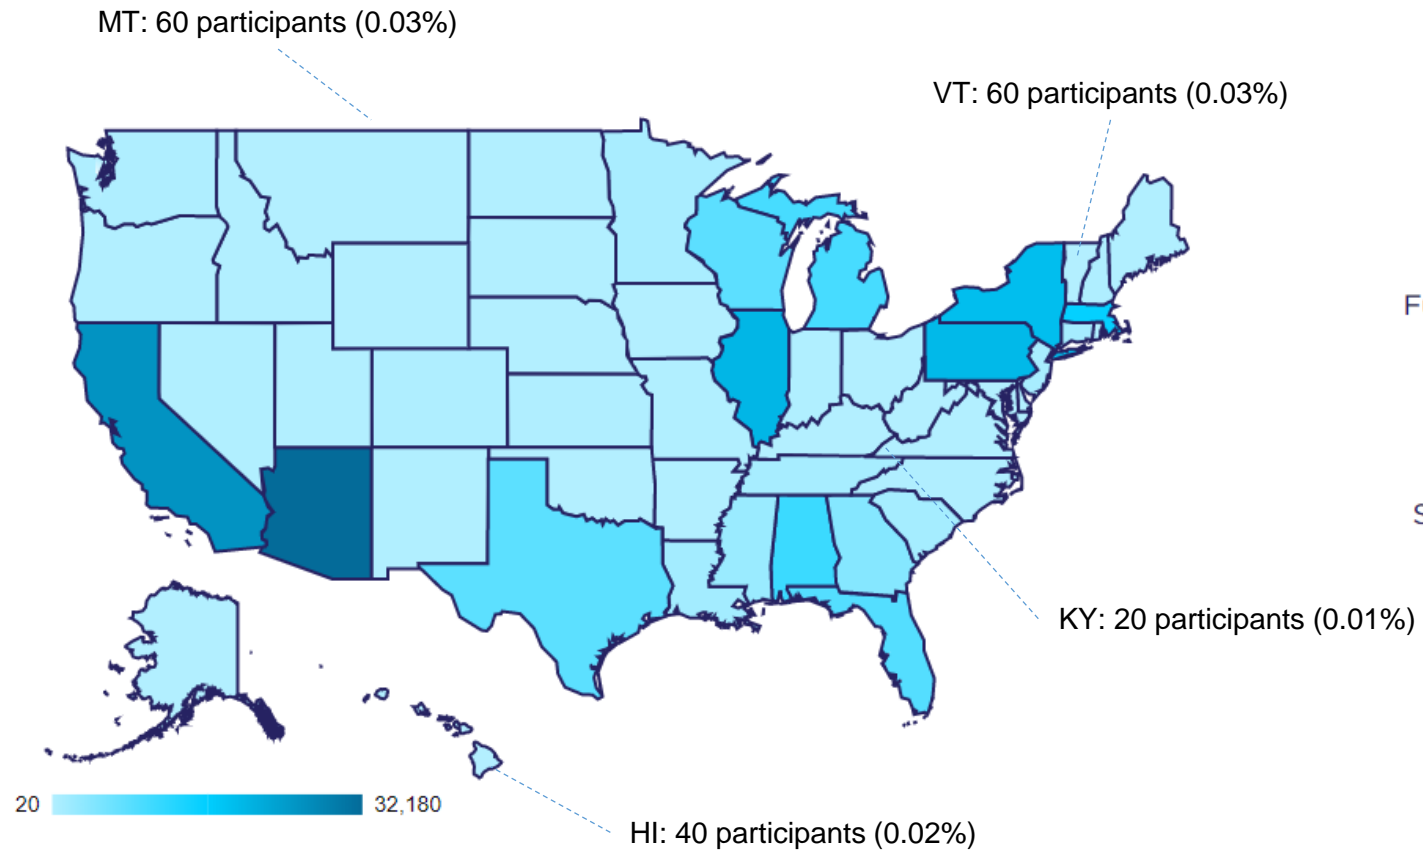 MT: 60 participants (0.03%)
VT: 60 participants (0.03%)
KY: 20 participants (0.01%)
20
32,180
HI: 40 participants (0.02%)